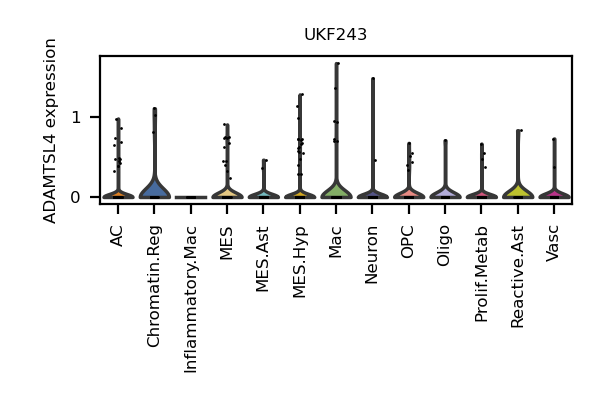 UKF243
ADAMTSL4 expression
1
0
AC
Chromatin.Reg
Inflammatory.Mac
MES
MES.Ast
MES.Hyp
Mac
Neuron
OPC
Oligo
Prolif.Metab
Reactive.Ast
Vasc